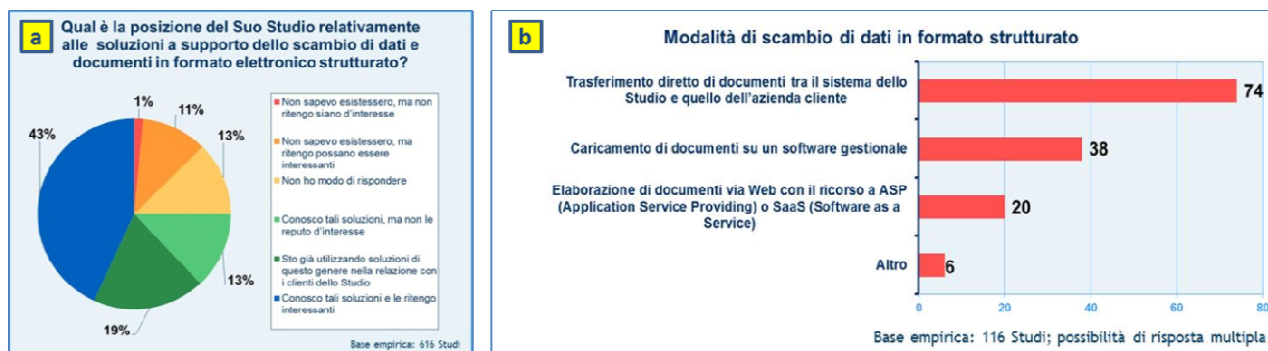 a
Qual è la posizione del Suo Studio relativamente
alle soluzioni a supporto dello scambio di dati e
documenti in formato elettronico strutturato?
1%
11%
13%
13%
19%
43%
Non sapevo esistessero, ma non
ritengo siano d'interesse
Non sapevo esistessero, ma
ritengo possano essere
interessanti
Non ho modo di rispondere
Conosco tali soluzioni, ma non le
reputo d'interesse
Sto già utilizzando soluzioni di
questo genere nella relazione con
i clienti dello Studio
Conosco tali soluzioni e le ritengo
interessanti
Base empirica: 616 Studi
b
Modalità di scambio di dati in formato strutturato
Trasferimento diretto di documenti tra il sistema dello
Studio e quello dell'azienda cliente
74
Caricamento di documenti su un software gestionale
38
Elaborazione di documenti via Web con il ricorso a ASP
(Application Service Providing) o SaaS (Software as a
Service)
20
Altro
6
0 20 40 60 80
Base empirica: 116 Studi; possibilità di risposta multipla